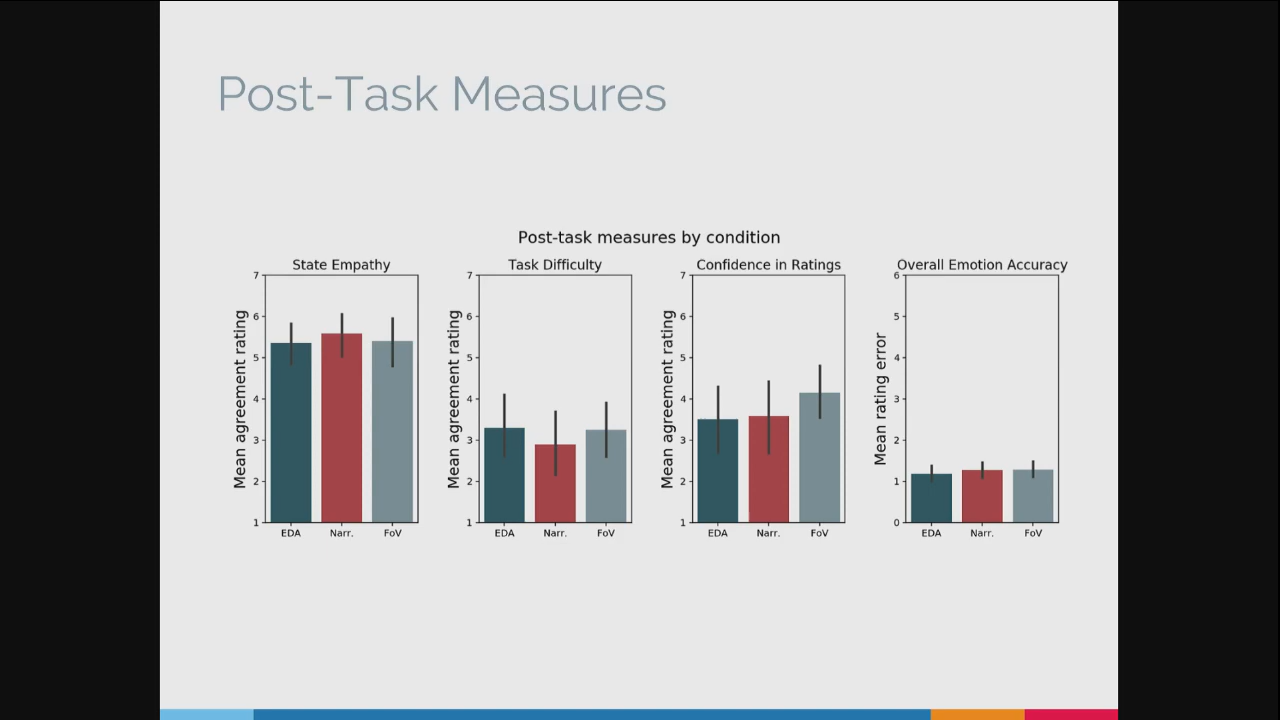 Post-Task Measures
Post-task measures by condition
State Empathy
Mean agreement rating
7
6
5
4
3
2
1
EDA Narr. FoV
Task Difficulty
Mean agreement rating
7
6
5
4
3
2
1
EDA Narr. FoV
Confidence in Ratings
Mean agreement rating
7
6
5
4
3
2
1
EDA Narr. FoV
Overall Emotion Accuracy
Mean rating error
6
5
4
3
2
1
0
EDA Narr. FoV